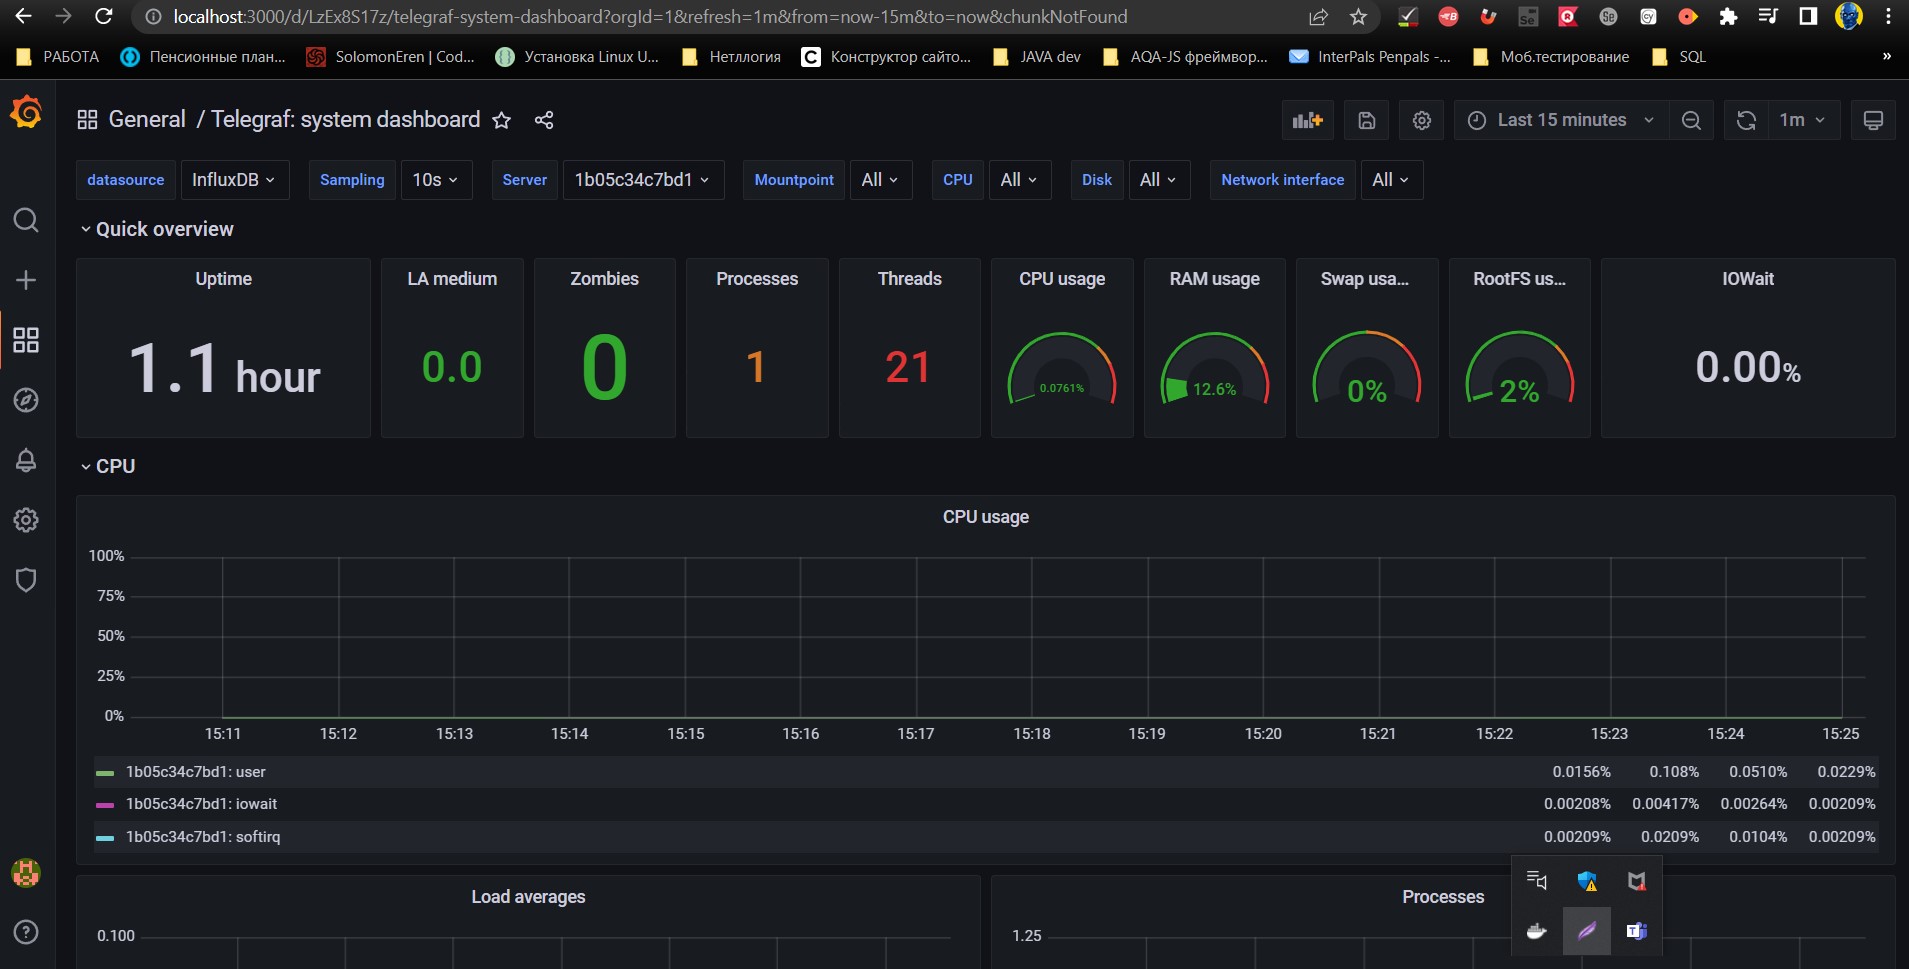 localhost:3000/d/LzEx8S17z/telegraf-system-dashboard?orgId=1&refresh=1m&from=now-15m&to=now&chunkNotFound
РАБОТА Пенсионные план... SolomonEren | Cod... Установка Linux U... Нетллогия Конструктор сайто... JAVA dev AQA-JS фреймвор... InterPals Penpals -... Моб.тестирование SQL »
General / Telegraf: system dashboard Last 15 minutes 1m
datasource InfluxDB Sampling 10s Server 1b05c34c7bd1 Mountpoint All CPU All Disk All Network interface All
Quick overview
Uptime LA medium Zombies Processes Threads CPU usage RAM usage Swap usa... RootFS us... IOWait
1.1 hour 0.0 0 1 21 0.0761% 12.6% 0% 2% 0.00%
CPU
CPU usage
100%
75%
50%
25%
0%
15:11 15:12 15:13 15:14 15:15 15:16 15:17 15:18 15:19 15:20 15:21 15:22 15:23 15:24 15:25
1b05c34c7bd1: user 0.0156% 0.108% 0.0510% 0.0229%
1b05c34c7bd1: iowait 0.00208% 0.00417% 0.00264% 0.00209%
1b05c34c7bd1: softirq 0.00209% 0.0209% 0.0104% 0.00209%
Load averages Processes
0.100 1.25